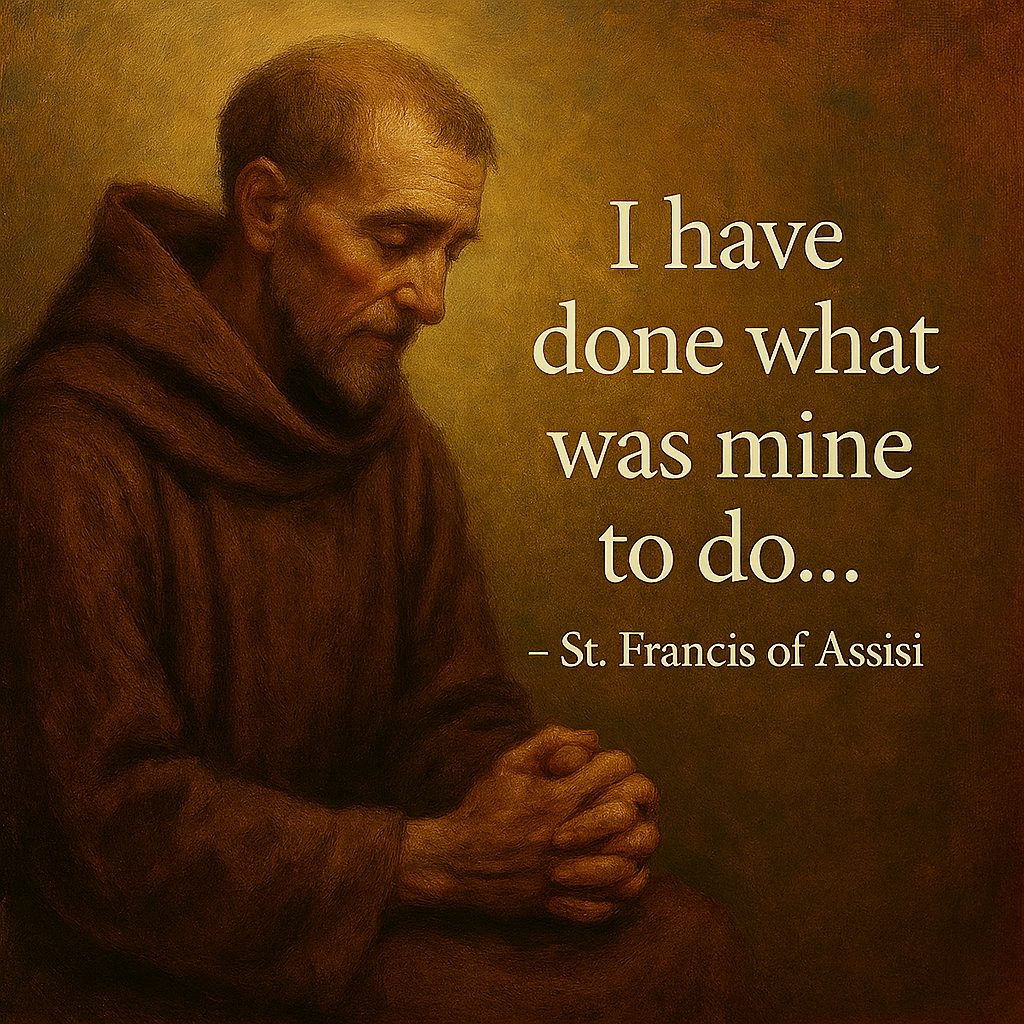 I have
done what
was mine
to do...
– St. Francis of Assisi